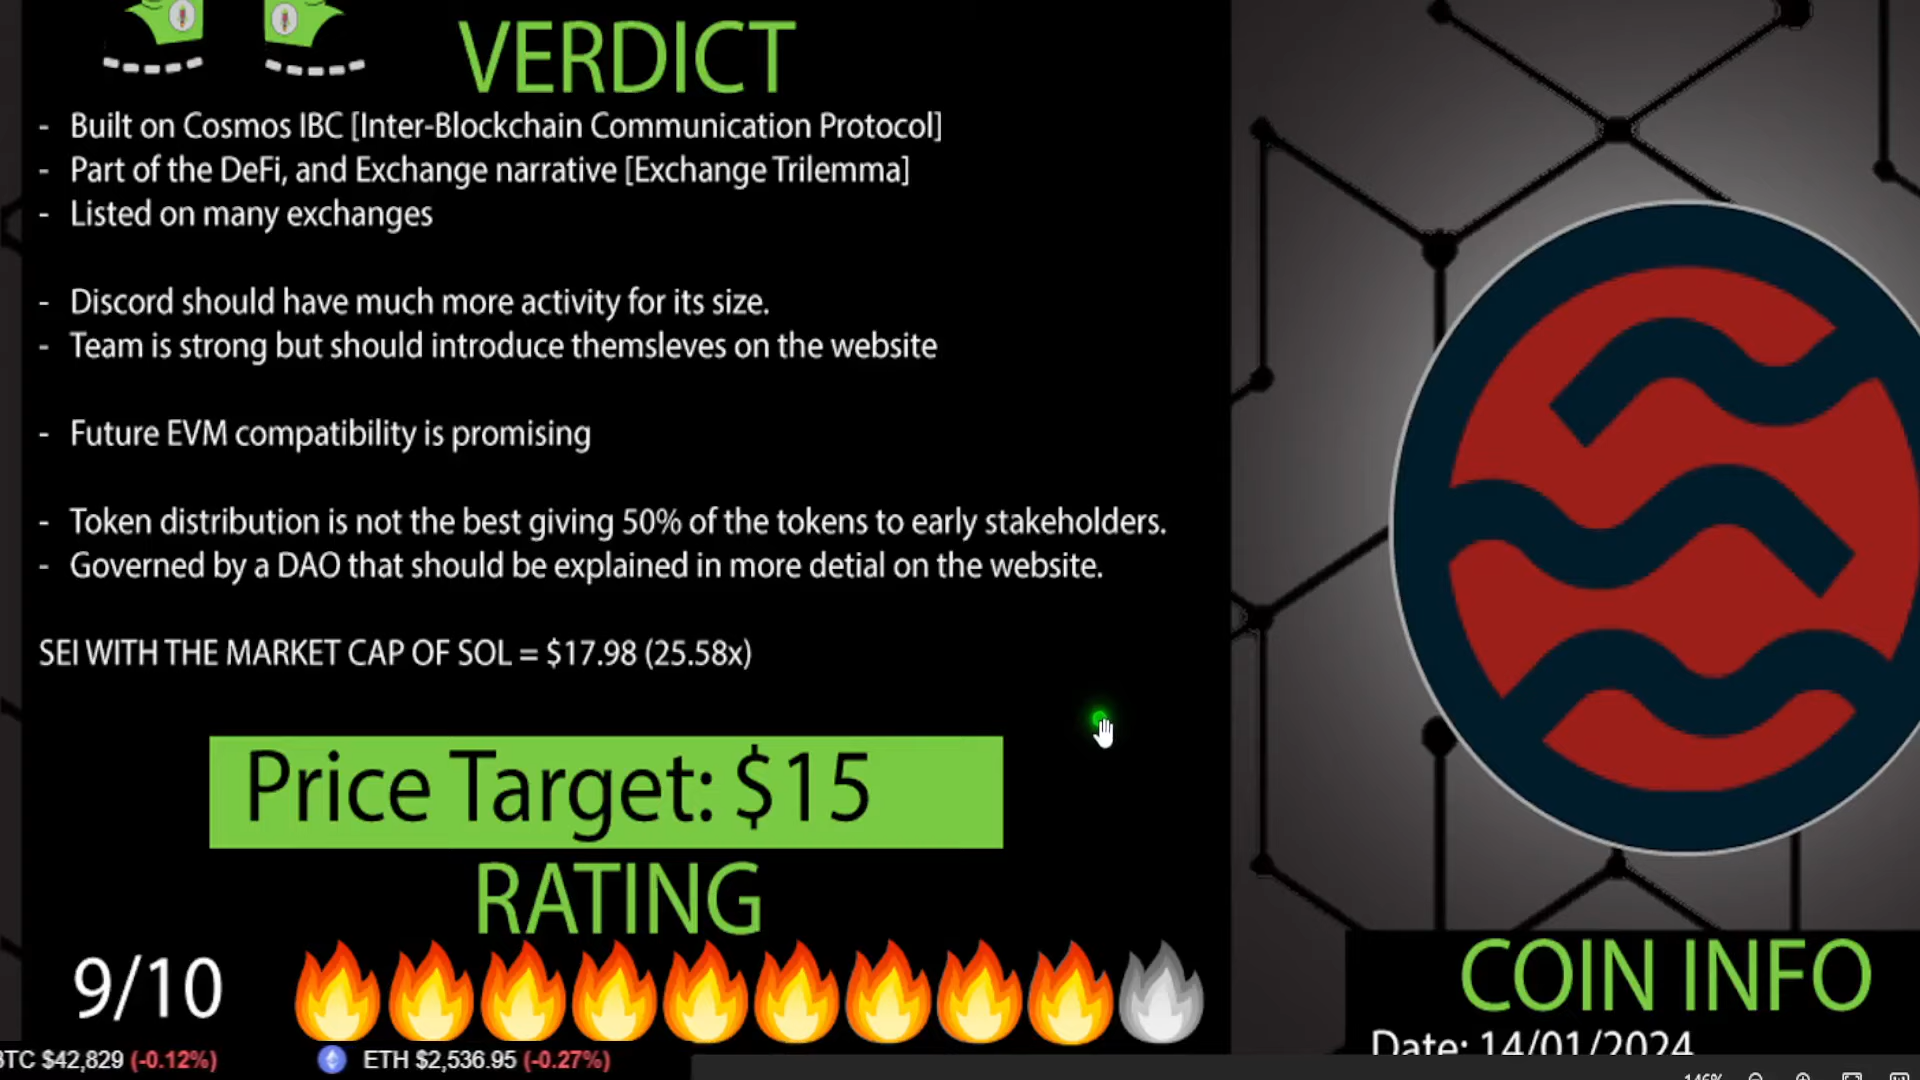 VERDICT
- Built on Cosmos IBC [Inter-Blockchain Communication Protocol]
- Part of the DeFi, and Exchange narrative [Exchange Trilemma]
- Listed on many exchanges
- Discord should have much more activity for its size.
- Team is strong but should introduce themsleves on the website
- Future EVM compatibility is promising
- Token distribution is not the best giving 50% of the tokens to early stakeholders.
- Governed by a DAO that should be explained in more detial on the website.
SEI WITH THE MARKET CAP OF SOL = $17.98 (25.58x)
Price Target: $15
RATING
9/10
COIN INFO
Date: 14/01/2024
BTC $42,829 (-0.12%) ETH $2,536.95 (-0.27%)
146%